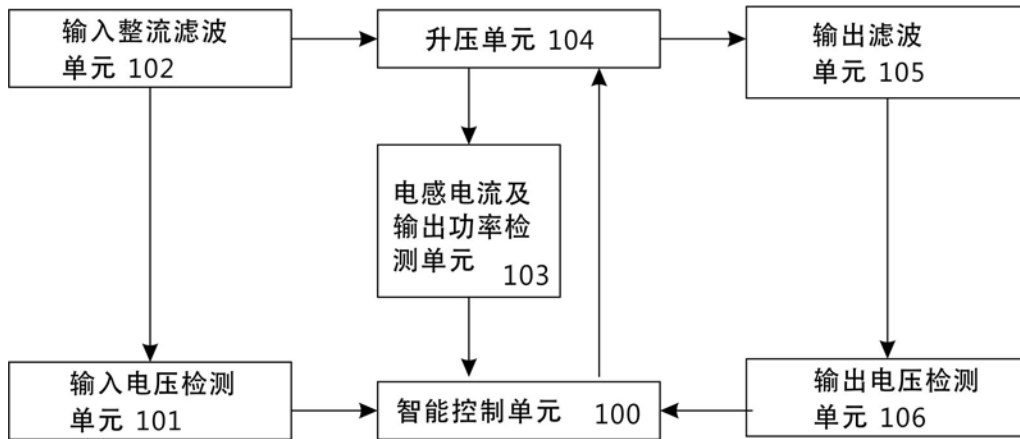 输入整流滤波
单元 102
升压单元 104
输出滤波
单元 105
电感电流及
输出功率检
测单元
103
输入电压检测
单元 101
智能控制单元 100
输出电压检测
单元 106